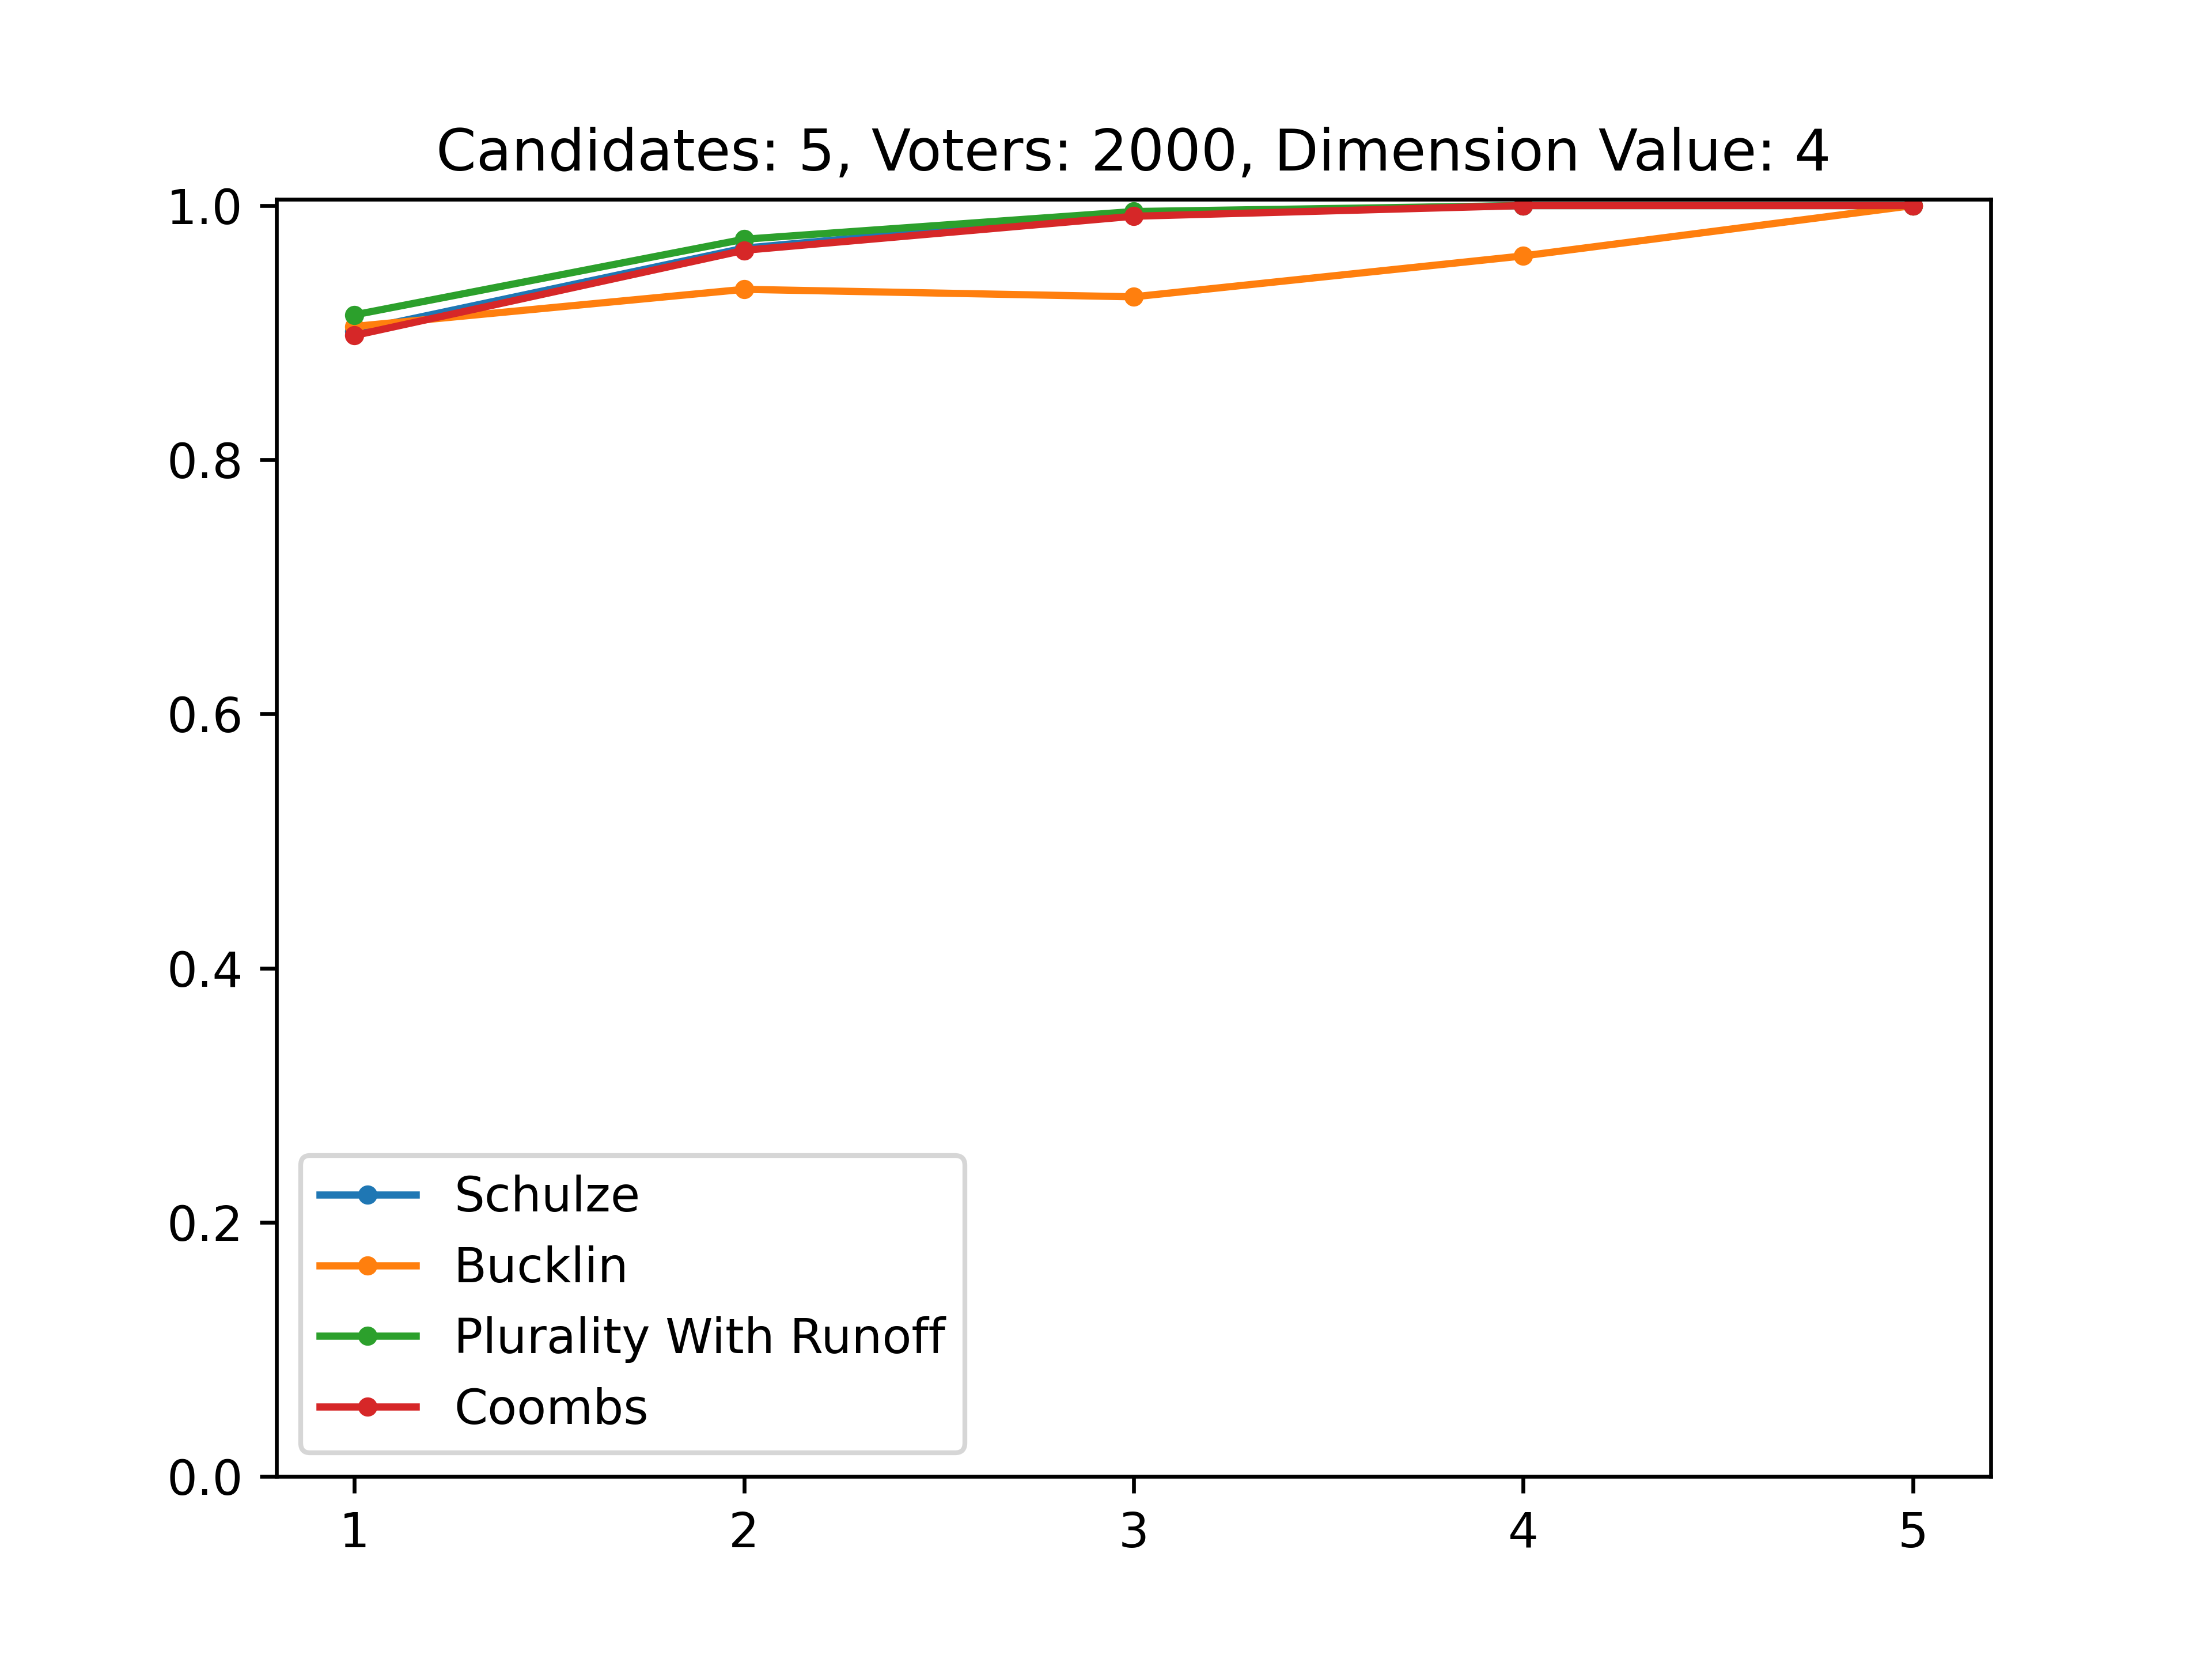 Candidates: 5, Voters: 2000, Dimension Value: 4
1.0
0.8
0.6
0.4
0.2
0.0
Schulze
Bucklin
Plurality With Runoff
Coombs
1 2 3 4 5